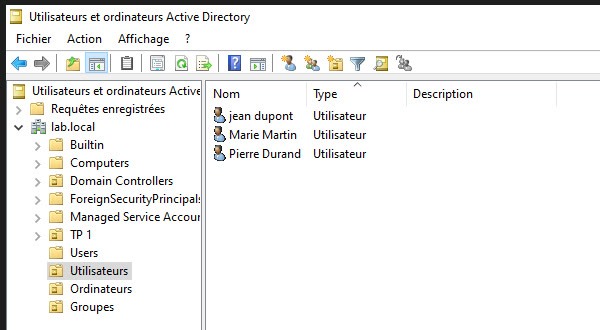 Utilisateurs et ordinateurs Active Directory
Fichier Action Affichage ?
Utilisateurs et ordinateurs Active
Requêtes enregistrées
lab.local
Builtin
Computers
Domain Controllers
ForeignSecurityPrincipals
Managed Service Accour
TP 1
Users
Utilisateurs
Ordinateurs
Groupes
Nom Type Description
jean dupont Utilisateur
Marie Martin Utilisateur
Pierre Durand Utilisateur